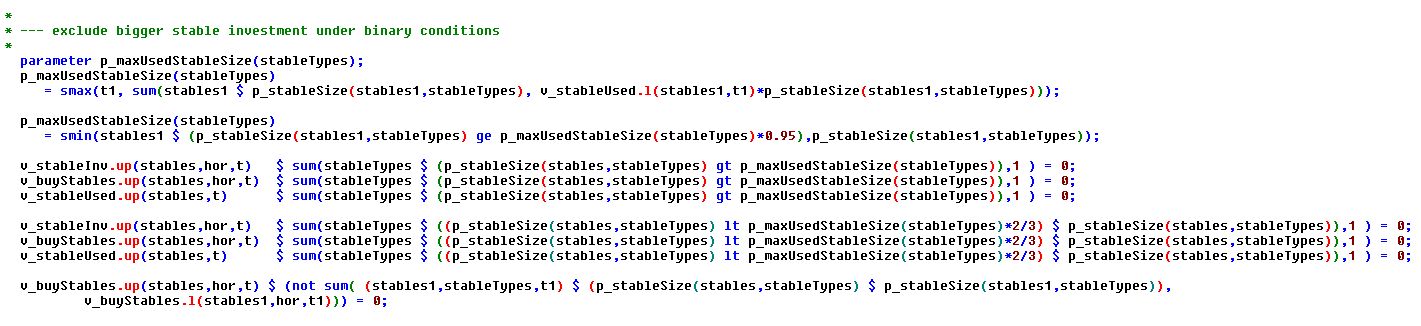 *
* --- exclude bigger stable investment under binary conditions
*
parameter p_maxUsedStableSize(stableTypes);
p_maxUsedStableSize(stableTypes)
= smax(t1, sum(stables1 $ p_stableSize(stables1,stableTypes), v_stableUsed.l(stables1,t1)*p_stableSize(stables1,stableTypes)));
p_maxUsedStableSize(stableTypes)
= smin(stables1 $ (p_stableSize(stables1,stableTypes) ge p_maxUsedStableSize(stableTypes)*0.95),p_stableSize(stables1,stableTypes));
v_stableInv.up(stables,hor,t) $ sum(stableTypes $ (p_stableSize(stables,stableTypes) gt p_maxUsedStableSize(stableTypes)),1 ) = 0;
v_buyStables.up(stables,hor,t) $ sum(stableTypes $ (p_stableSize(stables,stableTypes) gt p_maxUsedStableSize(stableTypes)),1 ) = 0;
v_stableUsed.up(stables,t) $ sum(stableTypes $ (p_stableSize(stables,stableTypes) gt p_maxUsedStableSize(stableTypes)),1 ) = 0;
v_stableInv.up(stables,hor,t) $ sum(stableTypes $ ((p_stableSize(stables,stableTypes) lt p_maxUsedStableSize(stableTypes)*2/3) $ p_stableSize(stables,stableTypes)),1 ) = 0;
v_buyStables.up(stables,hor,t) $ sum(stableTypes $ ((p_stableSize(stables,stableTypes) lt p_maxUsedStableSize(stableTypes)*2/3) $ p_stableSize(stables,stableTypes)),1 ) = 0;
v_stableUsed.up(stables,t) $ sum(stableTypes $ ((p_stableSize(stables,stableTypes) lt p_maxUsedStableSize(stableTypes)*2/3) $ p_stableSize(stables,stableTypes)),1 ) = 0;
v_buyStables.up(stables,hor,t) $ (not sum( (stables1,stableTypes,t1) $ (p_stableSize(stables,stableTypes) $ p_stableSize(stables1,stableTypes)),
v_buyStables.l(stables1,hor,t1))) = 0;